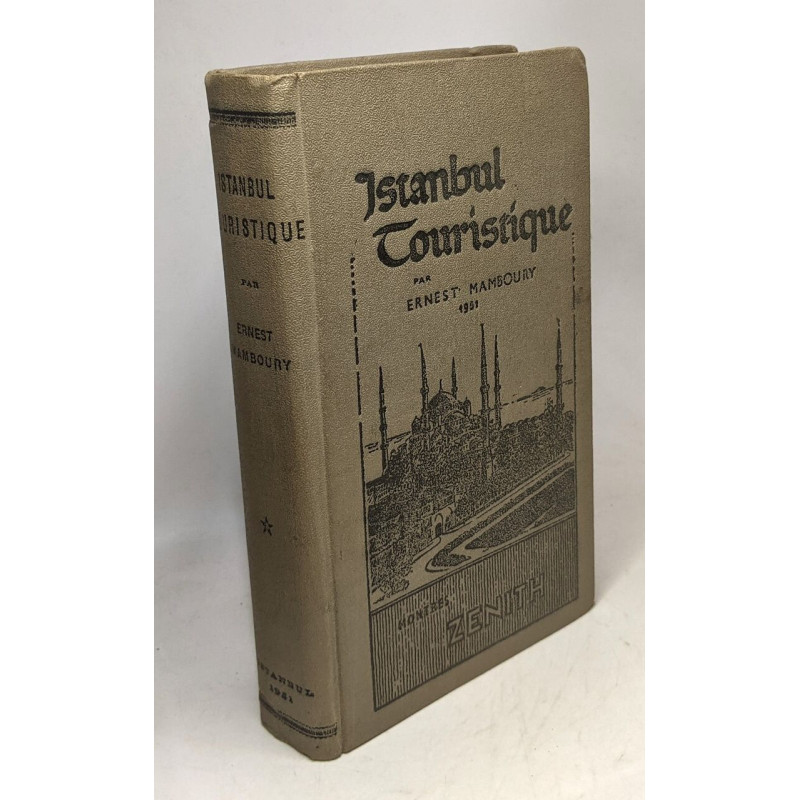 ISTANBUL
TOURISTIQUE
PAR
ERNEST
MAMBOURY
ISTANBUL
1951
Istanbul
Touristique
PAR
ERNEST MAMBOURY
1951
MONTRES
ZENITH